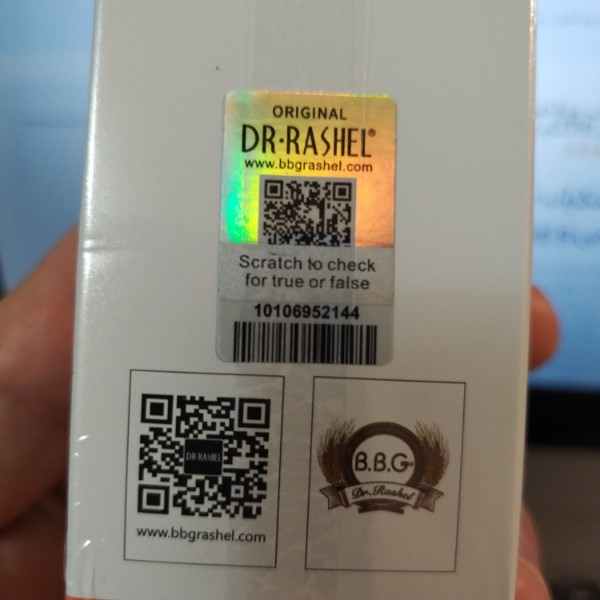 ORIGINAL
DR·RASHEL®
www.bbgrashel.com
Scratch to check
for true or false
10106952144
DR·RASHEL
www.bbgrashel.com
B.B.G®
Dr.Rashel